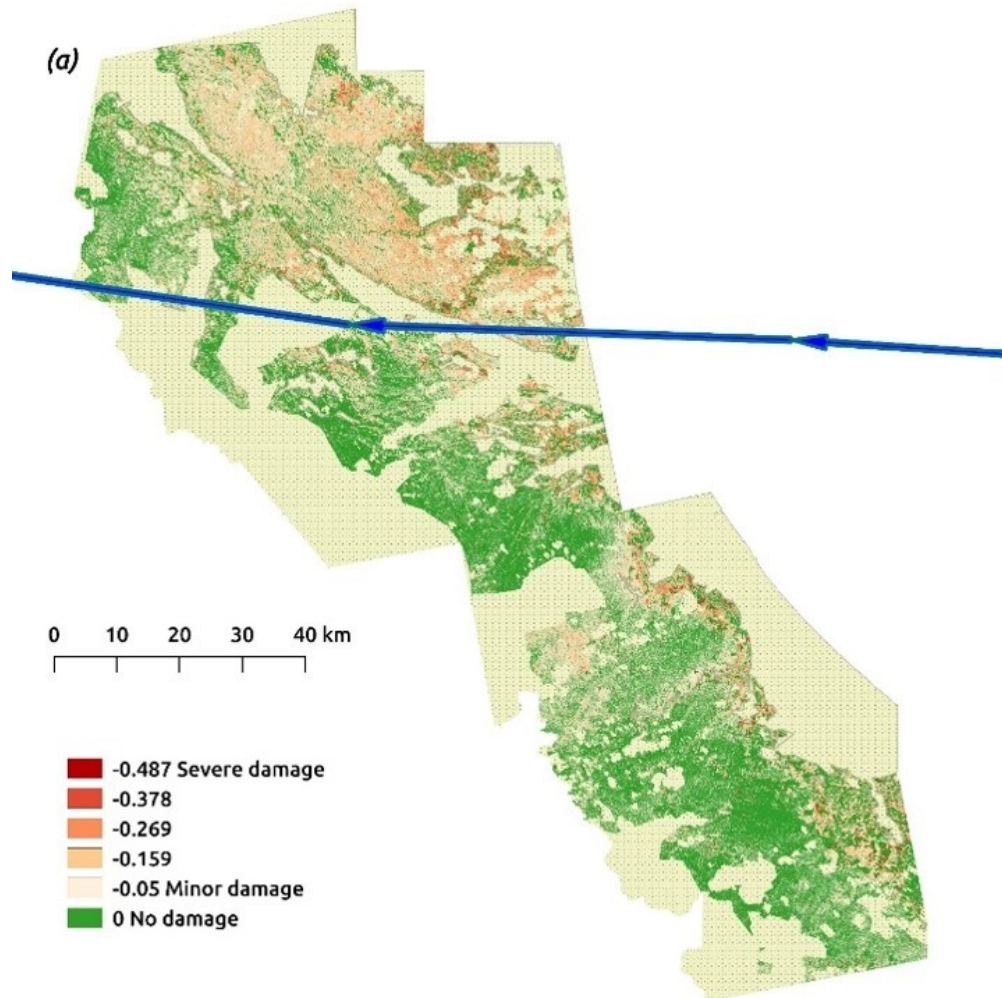 (a)
0 10 20 30 40 km
-0.487 Severe damage
-0.378
-0.269
-0.159
-0.05 Minor damage
0 No damage